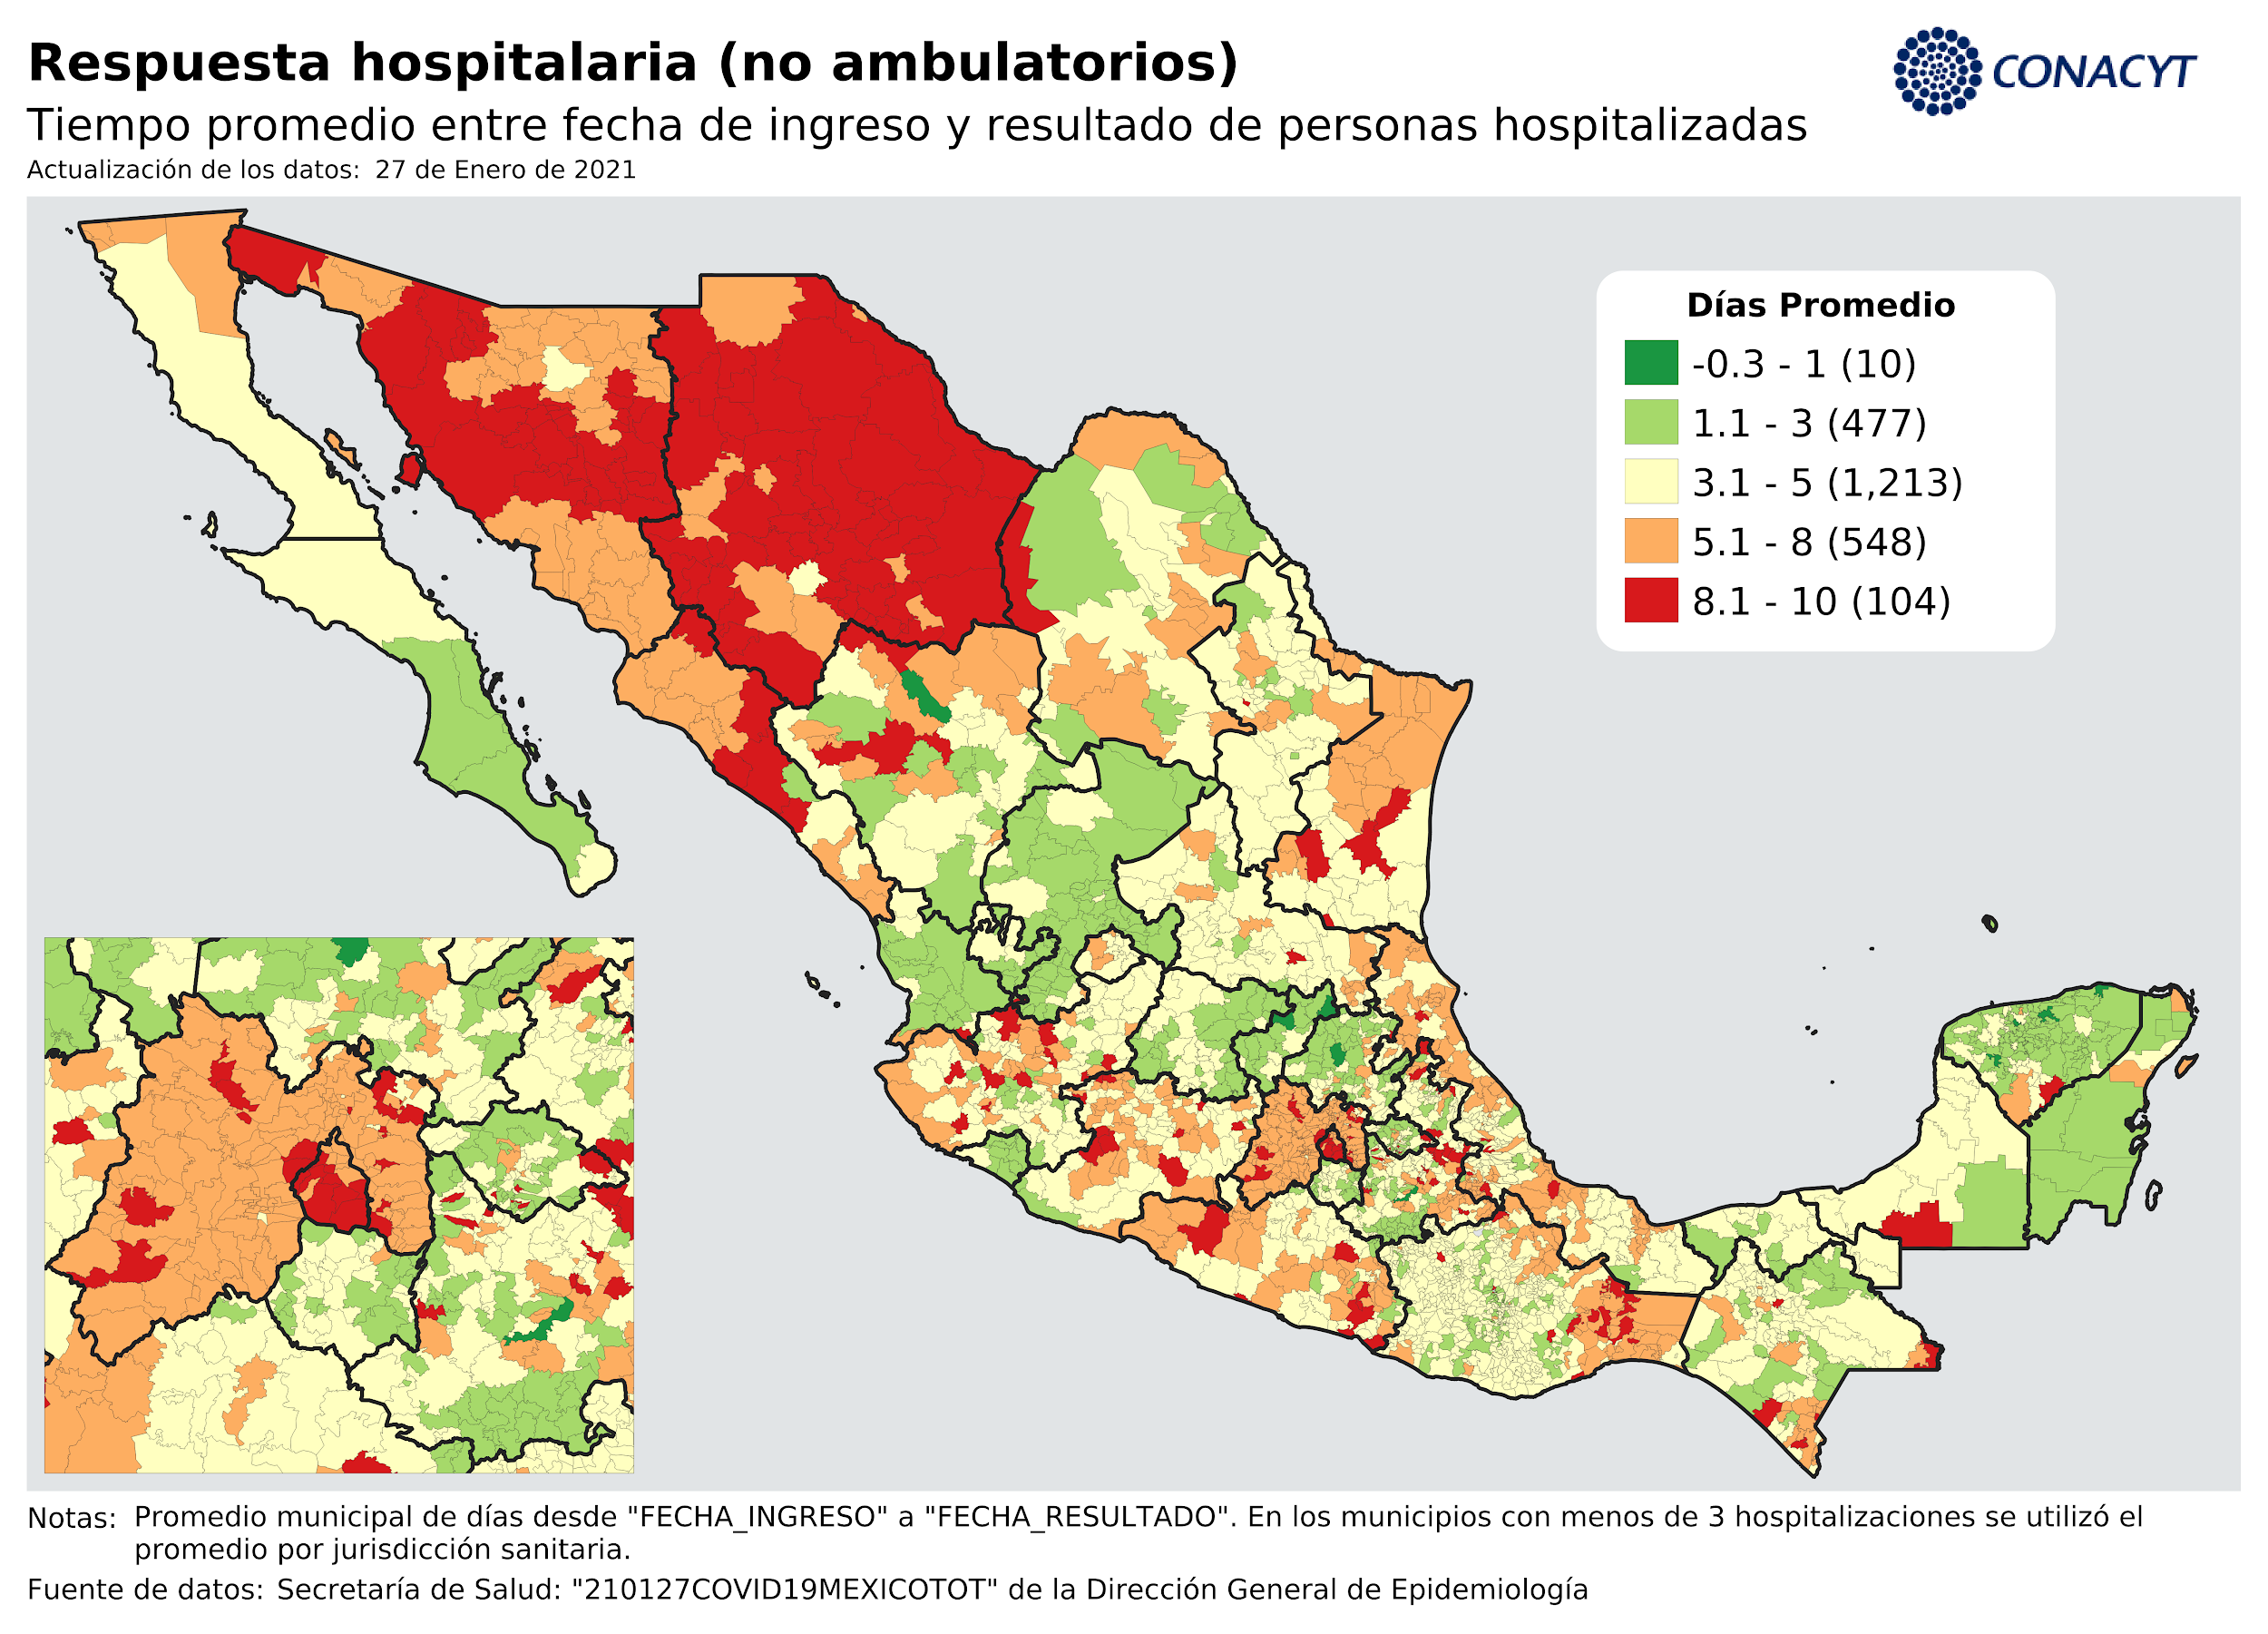 Respuesta hospitalaria (no ambulatorios)
CONACYT
Tiempo promedio entre fecha de ingreso y resultado de personas hospitalizadas
Actualización de los datos: 27 de Enero de 2021
Días Promedio
-0.3 - 1 (10)
1.1 - 3 (477)
3.1 - 5 (1,213)
5.1 - 8 (548)
8.1 - 10 (104)
Notas: Promedio municipal de días desde "FECHA_INGRESO" a "FECHA_RESULTADO". En los municipios con menos de 3 hospitalizaciones se utilizó el
promedio por jurisdicción sanitaria.
Fuente de datos: Secretaría de Salud: "210127COVID19MEXICOTOT" de la Dirección General de Epidemiología